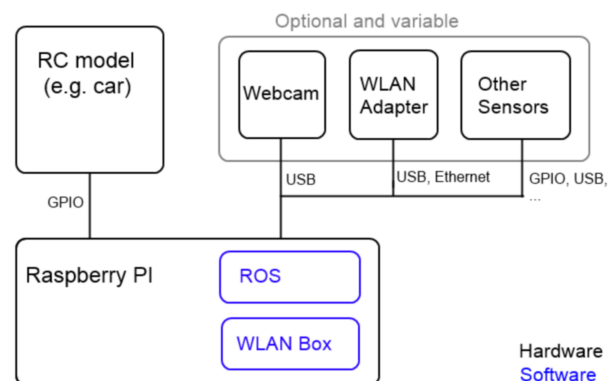 Optional and variable
RC model
(e.g. car)
Webcam
WLAN
Adapter
Other
Sensors
USB
USB, Ethernet
GPIO, USB,
...
GPIO
Raspberry PI
ROS
WLAN Box
Hardware
Software